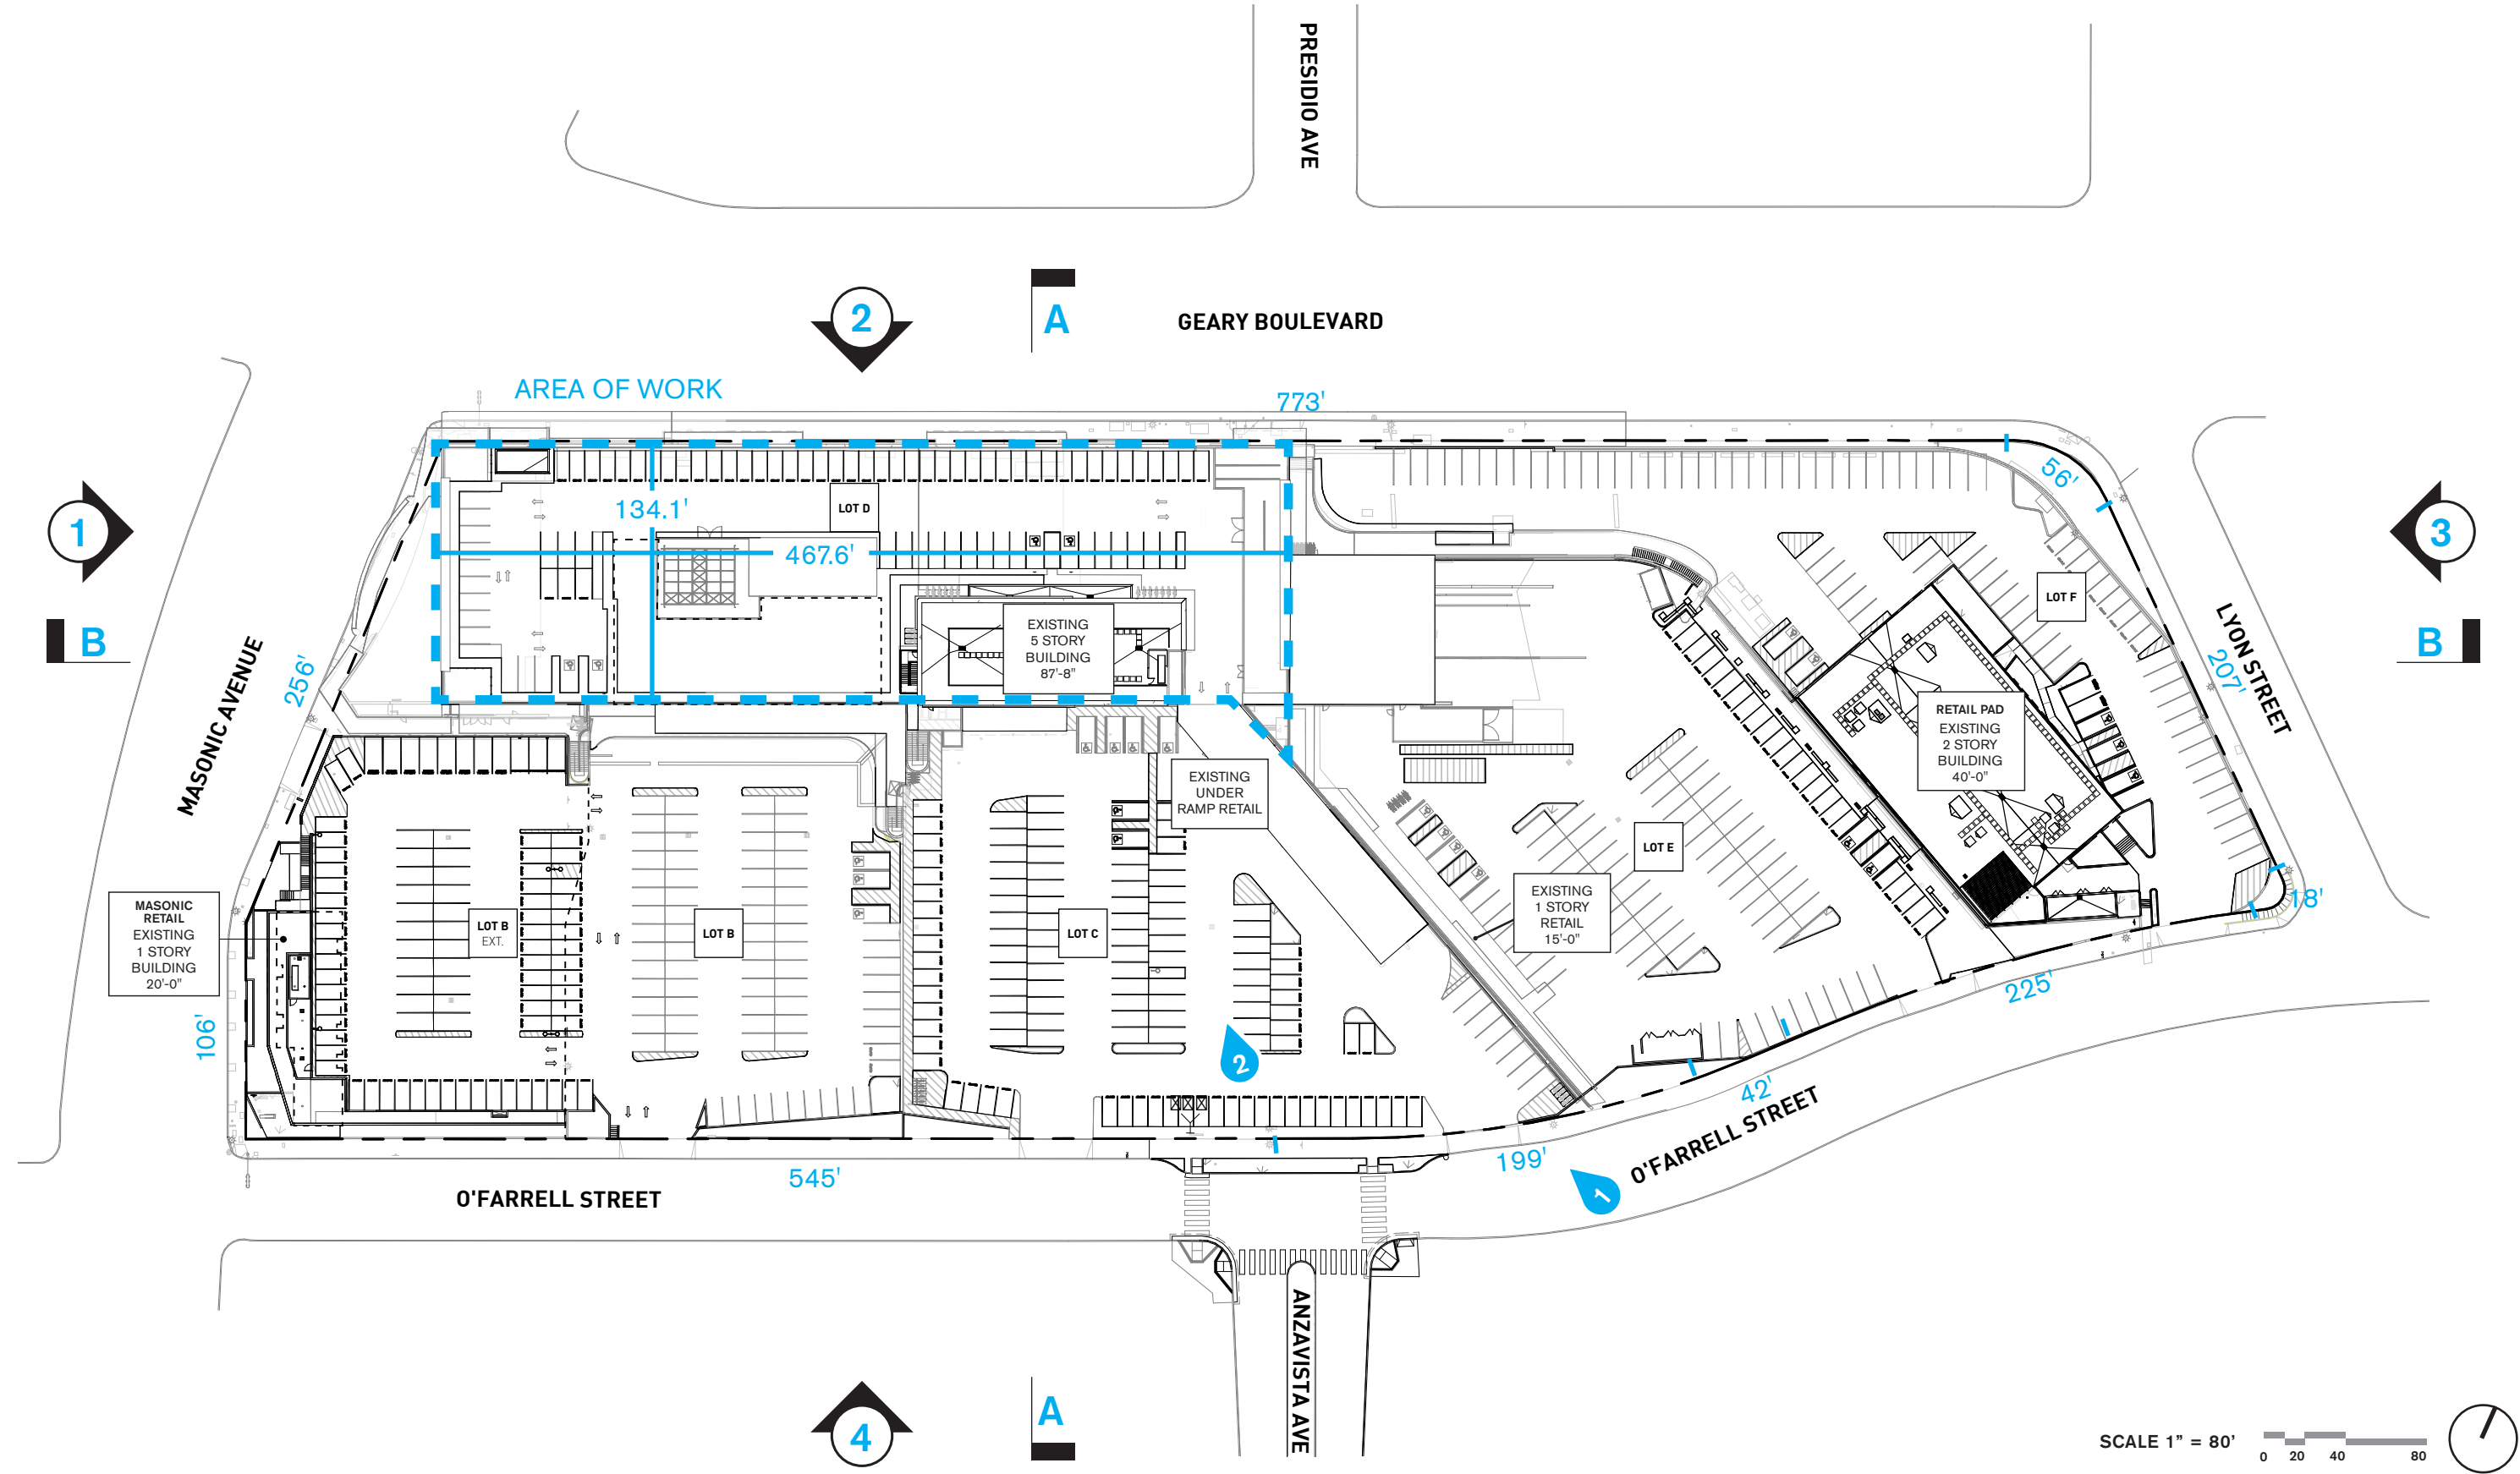 PRESIDIO AVE
2
A
GEARY BOULEVARD
AREA OF WORK
773'
56'
134.1'
LOT D
467.6'
1
3
B
B
LOT F
EXISTING
5 STORY
BUILDING
87'-8"
LYON STREET
207'
256'
MASONIC AVENUE
RETAIL PAD
EXISTING
2 STORY
BUILDING
40'-0"
EXISTING
UNDER
RAMP RETAIL
LOT E
EXISTING
1 STORY
RETAIL
15'-0"
18'
MASONIC
RETAIL
EXISTING
1 STORY
BUILDING
20'-0"
LOT B
EXT.
LOT B
LOT C
225'
106'
2
42'
O'FARRELL STREET
199'
1
545'
O'FARRELL STREET
ANZAVISTA AVE
4
A
SCALE 1” = 80’
0 20 40 80